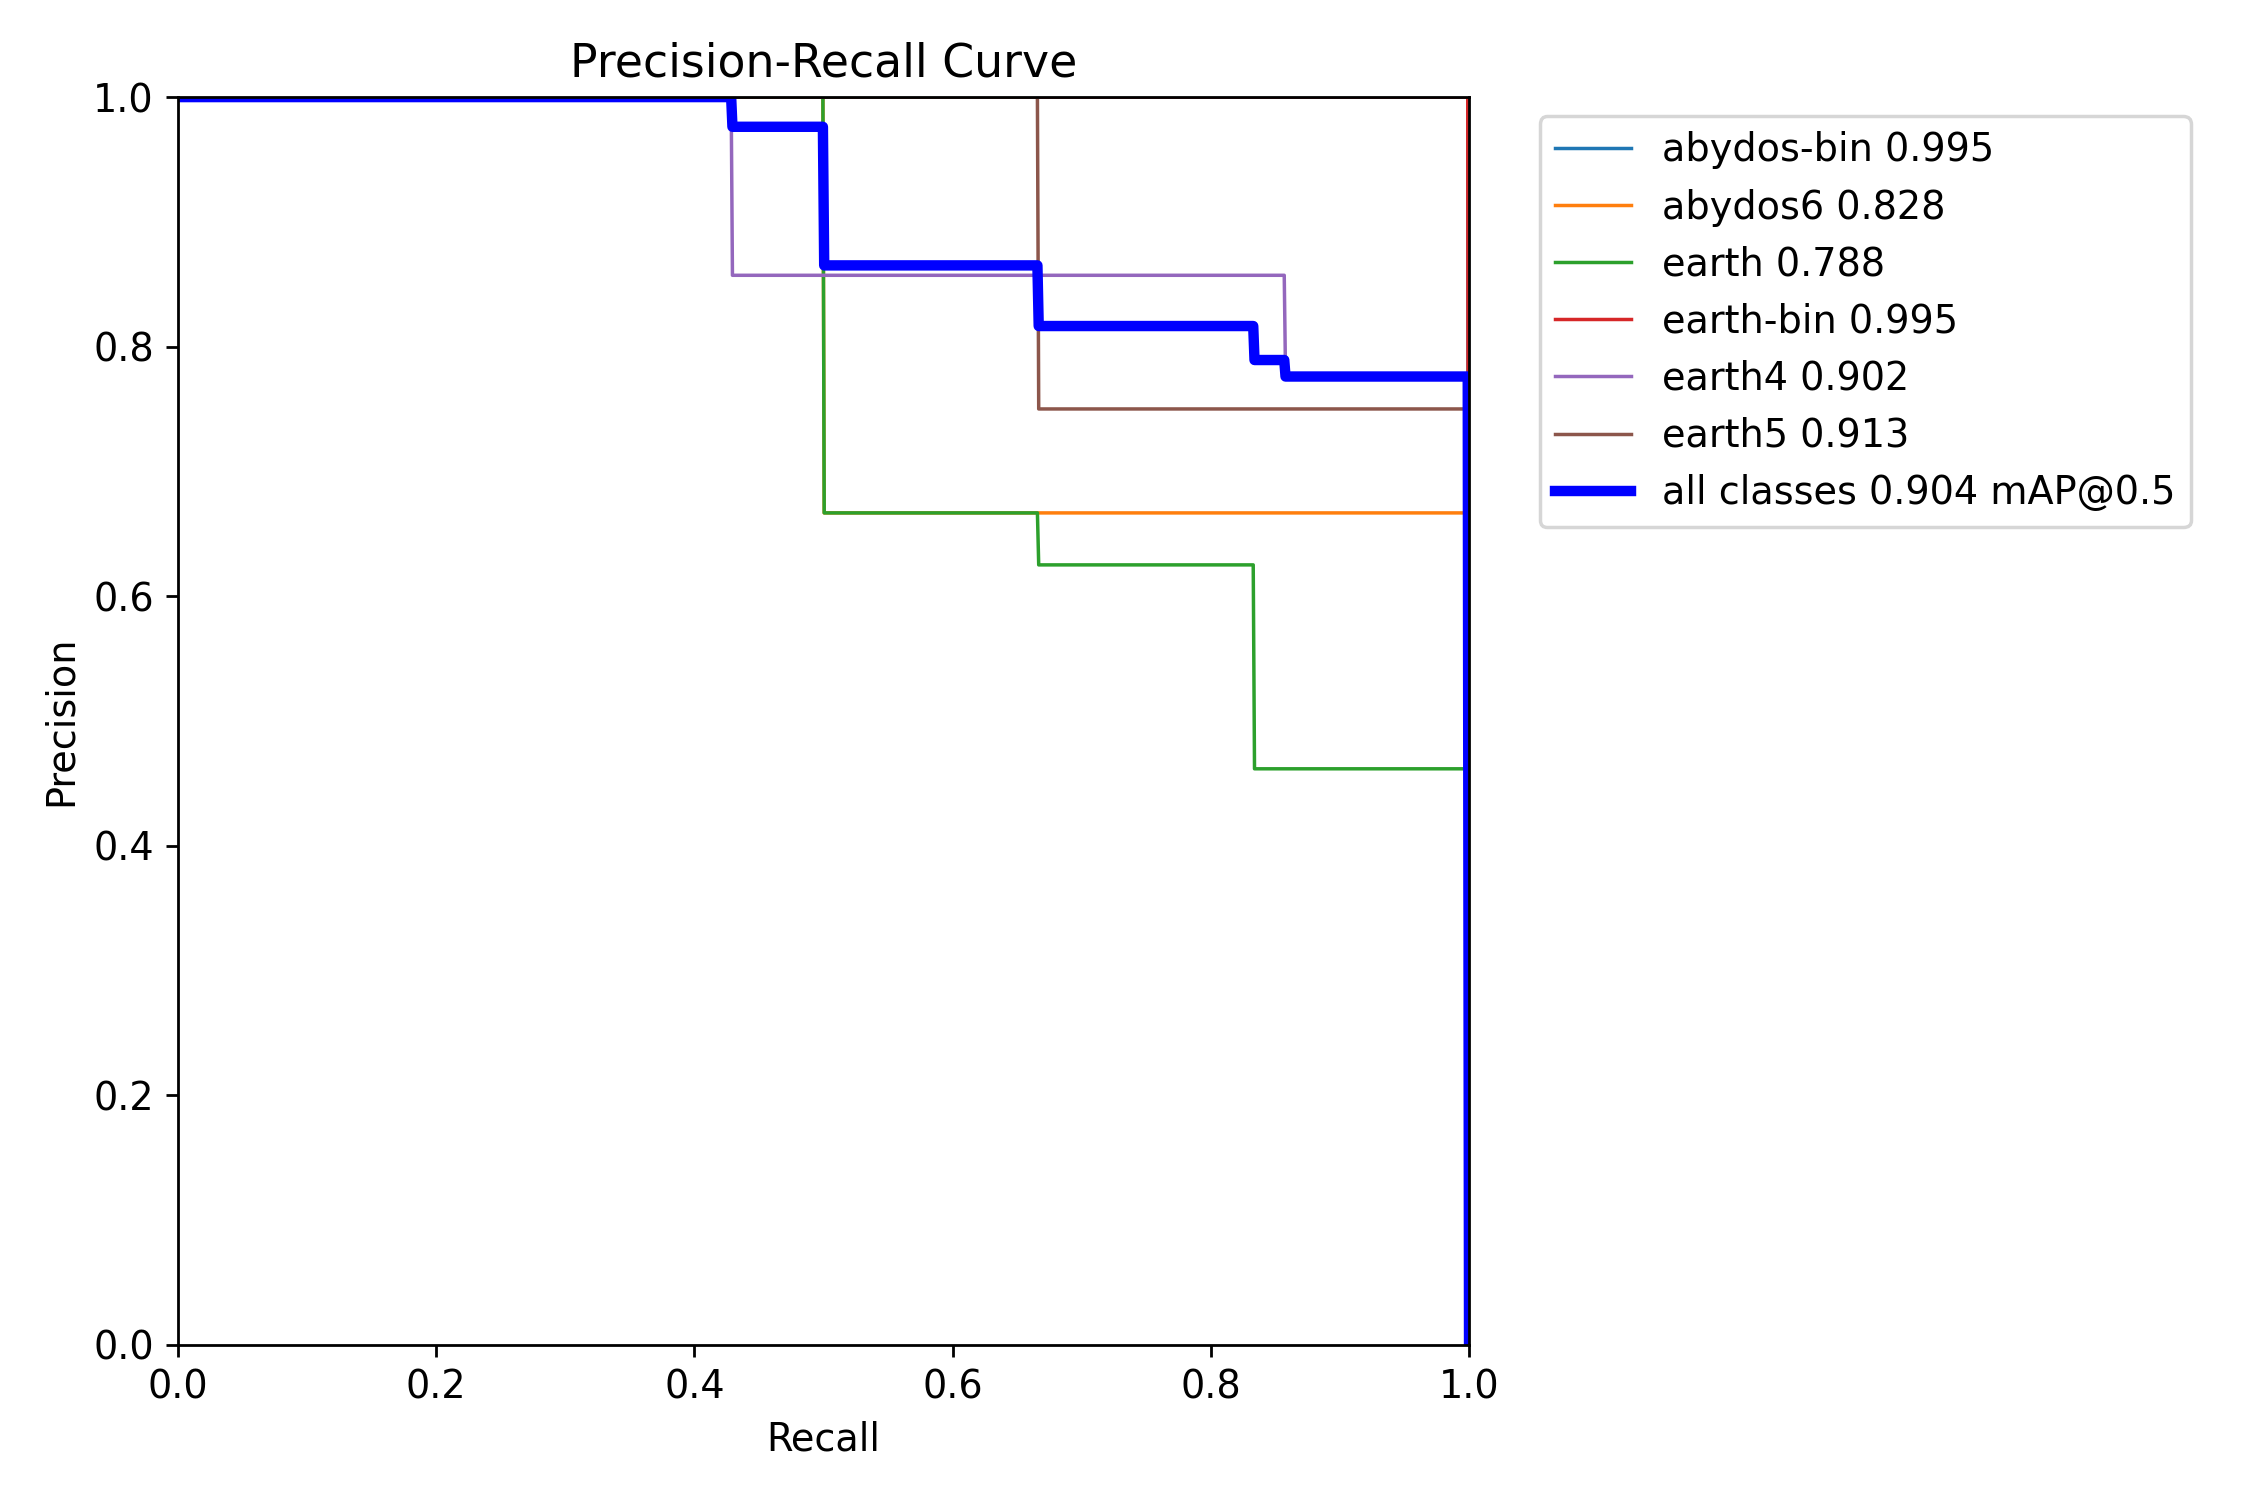 Precision-Recall Curve
1.0
0.8
0.6
0.4
0.2
0.0
Precision
0.0 0.2 0.4 0.6 0.8 1.0
Recall
abydos-bin 0.995
abydos6 0.828
earth 0.788
earth-bin 0.995
earth4 0.902
earth5 0.913
all classes 0.904 mAP@0.5